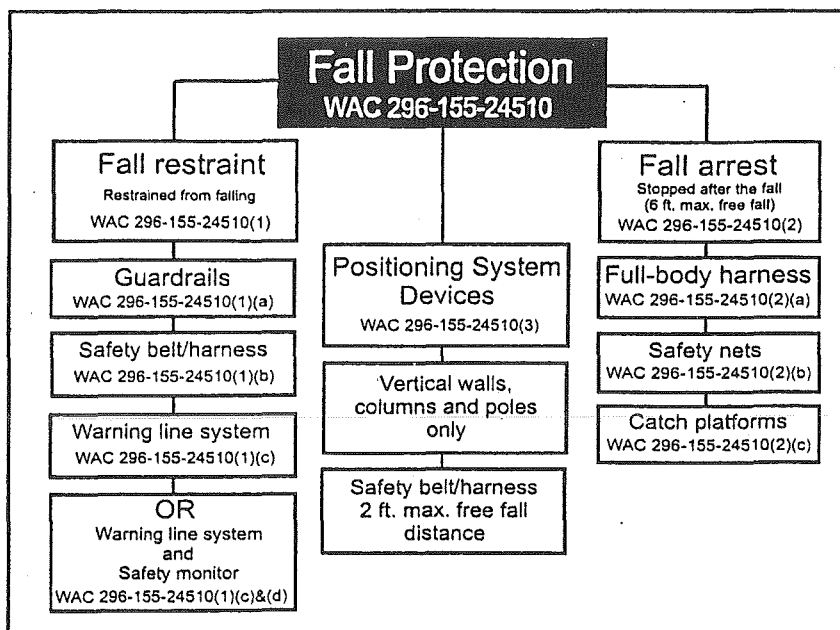 Fall Protection
WAC 296-155-24510
Fall restraint
Restrained from falling
WAC 296-155-24510(1)
Guardrails
WAC 296-155-24510(1)(a)
Safety belt/harness
WAC 296-155-24510(1)(b)
Warning line system
WAC 296-155-24510(1)(c)
OR
Warning line system
and
Safety monitor
WAC 296-155-24510(1)(c)&(d)
Positioning System
Devices
WAC 296-155-24510(3)
Vertical walls,
columns and poles
only
Safety belt/harness
2 ft. max. free fall
distance
Fall arrest
Stopped after the fall
(6 ft. max. free fall)
WAC 296-155-24510(2)
Full-body harness
WAC 296-155-24510(2)(a)
Safety nets
WAC 296-155-24510(2)(b)
Catch platforms
WAC 296-155-24510(2)(c)